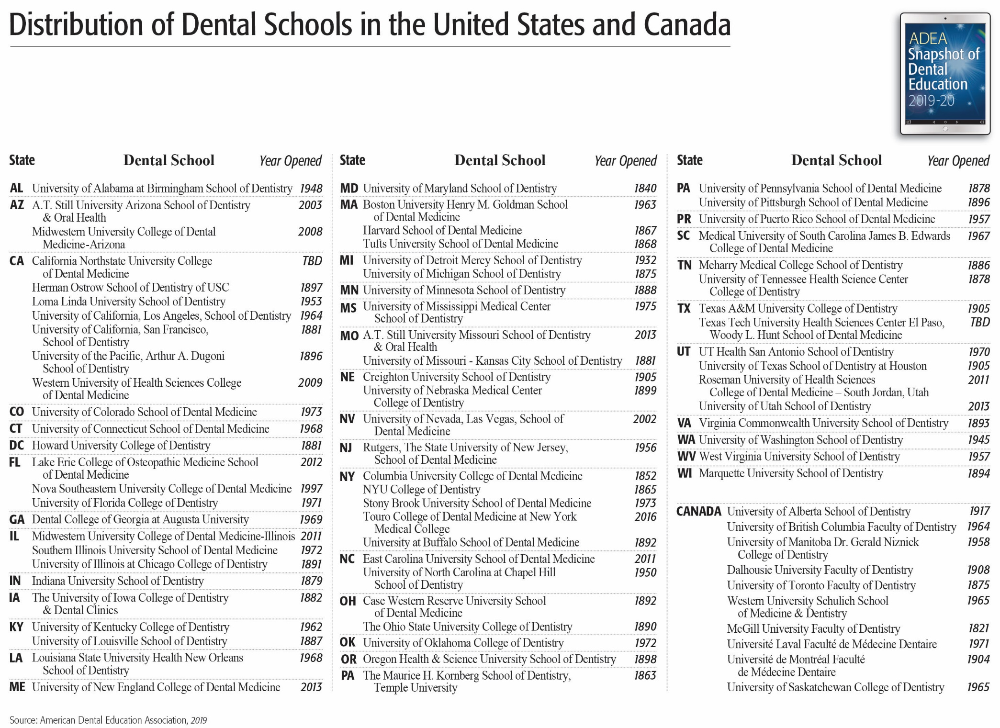 Distribution of Dental Schools in the United States and Canada
ADEA
Snapshot of
Dental
Education
2019-20
State Dental School Year Opened
AL University of Alabama at Birmingham School of Dentistry 1948
AZ A.T. Still University Arizona School of Dentistry 2003
& Oral Health
Midwestern University College of Dental 2008
Medicine-Arizona
CA California Northstate University College TBD
of Dental Medicine
Herman Ostrow School of Dentistry of USC 1897
Loma Linda University School of Dentistry 1953
University of California, Los Angeles, School of Dentistry 1964
University of California, San Francisco, 1881
School of Dentistry
University of the Pacific, Arthur A. Dugoni 1896
School of Dentistry
Western University of Health Sciences College 2009
of Dental Medicine
CO University of Colorado School of Dental Medicine 1973
CT University of Connecticut School of Dental Medicine 1968
DC Howard University College of Dentistry 1881
FL Lake Erie College of Osteopathic Medicine School 2012
of Dental Medicine
Nova Southeastern University College of Dental Medicine 1997
University of Florida College of Dentistry 1971
GA Dental College of Georgia at Augusta University 1969
IL Midwestern University College of Dental Medicine-Illinois 2011
Southern Illinois University School of Dental Medicine 1972
University of Illinois at Chicago College of Dentistry 1891
IN Indiana University School of Dentistry 1879
IA The University of Iowa College of Dentistry 1882
& Dental Clinics
KY University of Kentucky College of Dentistry 1962
University of Louisville School of Dentistry 1887
LA Louisiana State University Health New Orleans 1968
School of Dentistry
ME University of New England College of Dental Medicine 2013
State Dental School Year Opened
MD University of Maryland School of Dentistry 1840
MA Boston University Henry M. Goldman School 1963
of Dental Medicine
Harvard School of Dental Medicine 1867
Tufts University School of Dental Medicine 1868
MI University of Detroit Mercy School of Dentistry 1932
University of Michigan School of Dentistry 1875
MN University of Minnesota School of Dentistry 1888
MS University of Mississippi Medical Center 1975
School of Dentistry
MO A.T. Still University Missouri School of Dentistry 2013
& Oral Health
University of Missouri - Kansas City School of Dentistry 1881
NE Creighton University School of Dentistry 1905
University of Nebraska Medical Center 1899
College of Dentistry
NV University of Nevada, Las Vegas, School of 2002
Dental Medicine
NJ Rutgers, The State University of New Jersey, 1956
School of Dental Medicine
NY Columbia University College of Dental Medicine 1852
NYU College of Dentistry 1865
Stony Brook University School of Dental Medicine 1973
Touro College of Dental Medicine at New York 2016
Medical College
University at Buffalo School of Dental Medicine 1892
NC East Carolina University School of Dental Medicine 2011
University of North Carolina at Chapel Hill 1950
School of Dentistry
OH Case Western Reserve University School 1892
of Dental Medicine
The Ohio State University College of Dentistry 1890
OK University of Oklahoma College of Dentistry 1972
OR Oregon Health & Science University School of Dentistry 1898
PA The Maurice H. Kornberg School of Dentistry, 1863
Temple University
State Dental School Year Opened
PA University of Pennsylvania School of Dental Medicine 1878
University of Pittsburgh School of Dental Medicine 1896
PR University of Puerto Rico School of Dental Medicine 1957
SC Medical University of South Carolina James B. Edwards 1967
College of Dental Medicine
TN Meharry Medical College School of Dentistry 1886
University of Tennessee Health Science Center 1878
College of Dentistry
TX Texas A&M University College of Dentistry 1905
Texas Tech University Health Sciences Center El Paso, TBD
Woody L. Hunt School of Dental Medicine
UT UT Health San Antonio School of Dentistry 1970
University of Texas School of Dentistry at Houston 1905
Roseman University of Health Sciences 2011
College of Dental Medicine – South Jordan, Utah
University of Utah School of Dentistry 2013
VA Virginia Commonwealth University School of Dentistry 1893
WA University of Washington School of Dentistry 1945
WV West Virginia University School of Dentistry 1957
WI Marquette University School of Dentistry 1894
CANADA University of Alberta School of Dentistry 1917
University of British Columbia Faculty of Dentistry 1964
University of Manitoba Dr. Gerald Niznick 1958
College of Dentistry
Dalhousie University Faculty of Dentistry 1908
University of Toronto Faculty of Dentistry 1875
Western University Schulich School 1965
of Medicine & Dentistry
McGill University Faculty of Dentistry 1821
Université Laval Faculté de Médecine Dentaire 1971
Université de Montréal Faculté 1904
de Médecine Dentaire
University of Saskatchewan College of Dentistry 1965
Source: American Dental Education Association, 2019